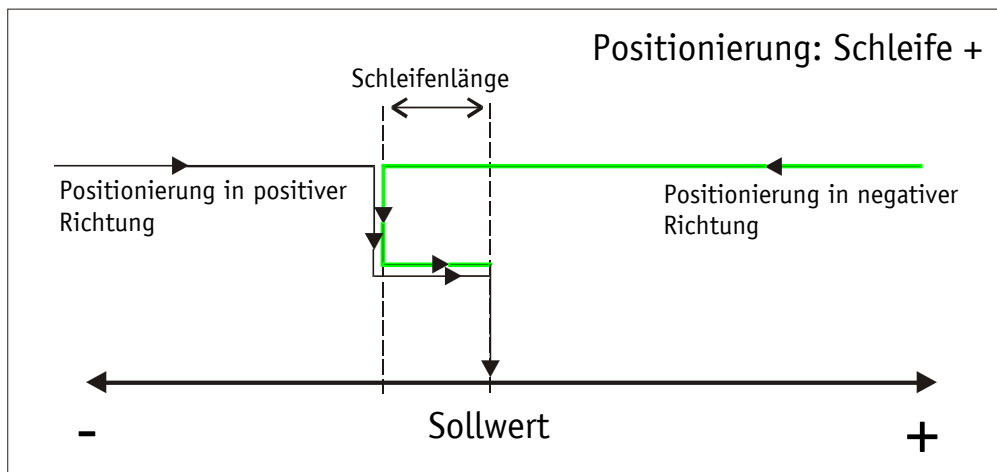 Positionierung: Schleife +
Schleifenlänge
Positionierung in positiver
Richtung
Positionierung in negativer
Richtung
-
Sollwert
+